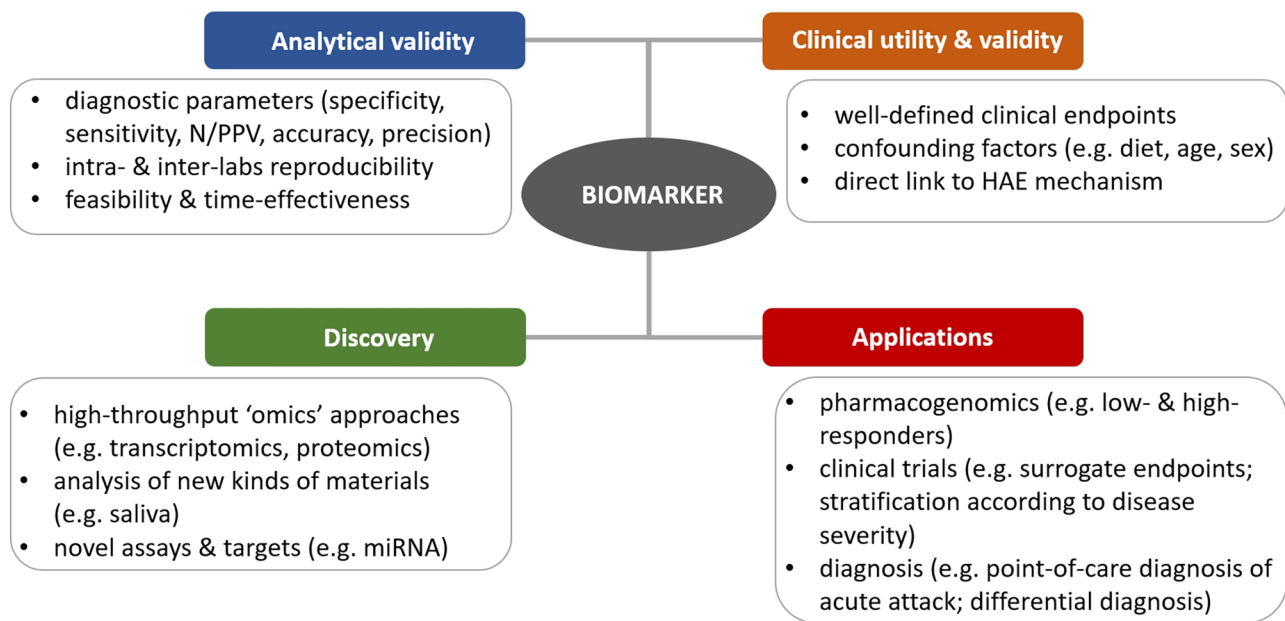 Analytical validity
• diagnostic parameters (specificity,
sensitivity, N/PPV, accuracy, precision)
• intra- & inter-labs reproducibility
• feasibility & time-effectiveness
Clinical utility & validity
• well-defined clinical endpoints
• confounding factors (e.g. diet, age, sex)
• direct link to HAE mechanism
BIOMARKER
Discovery
• high-throughput ‘omics’ approaches
(e.g. transcriptomics, proteomics)
• analysis of new kinds of materials
(e.g. saliva)
• novel assays & targets (e.g. miRNA)
Applications
• pharmacogenomics (e.g. low- & high-
responders)
• clinical trials (e.g. surrogate endpoints;
stratification according to disease
severity)
• diagnosis (e.g. point-of-care diagnosis of
acute attack; differential diagnosis)